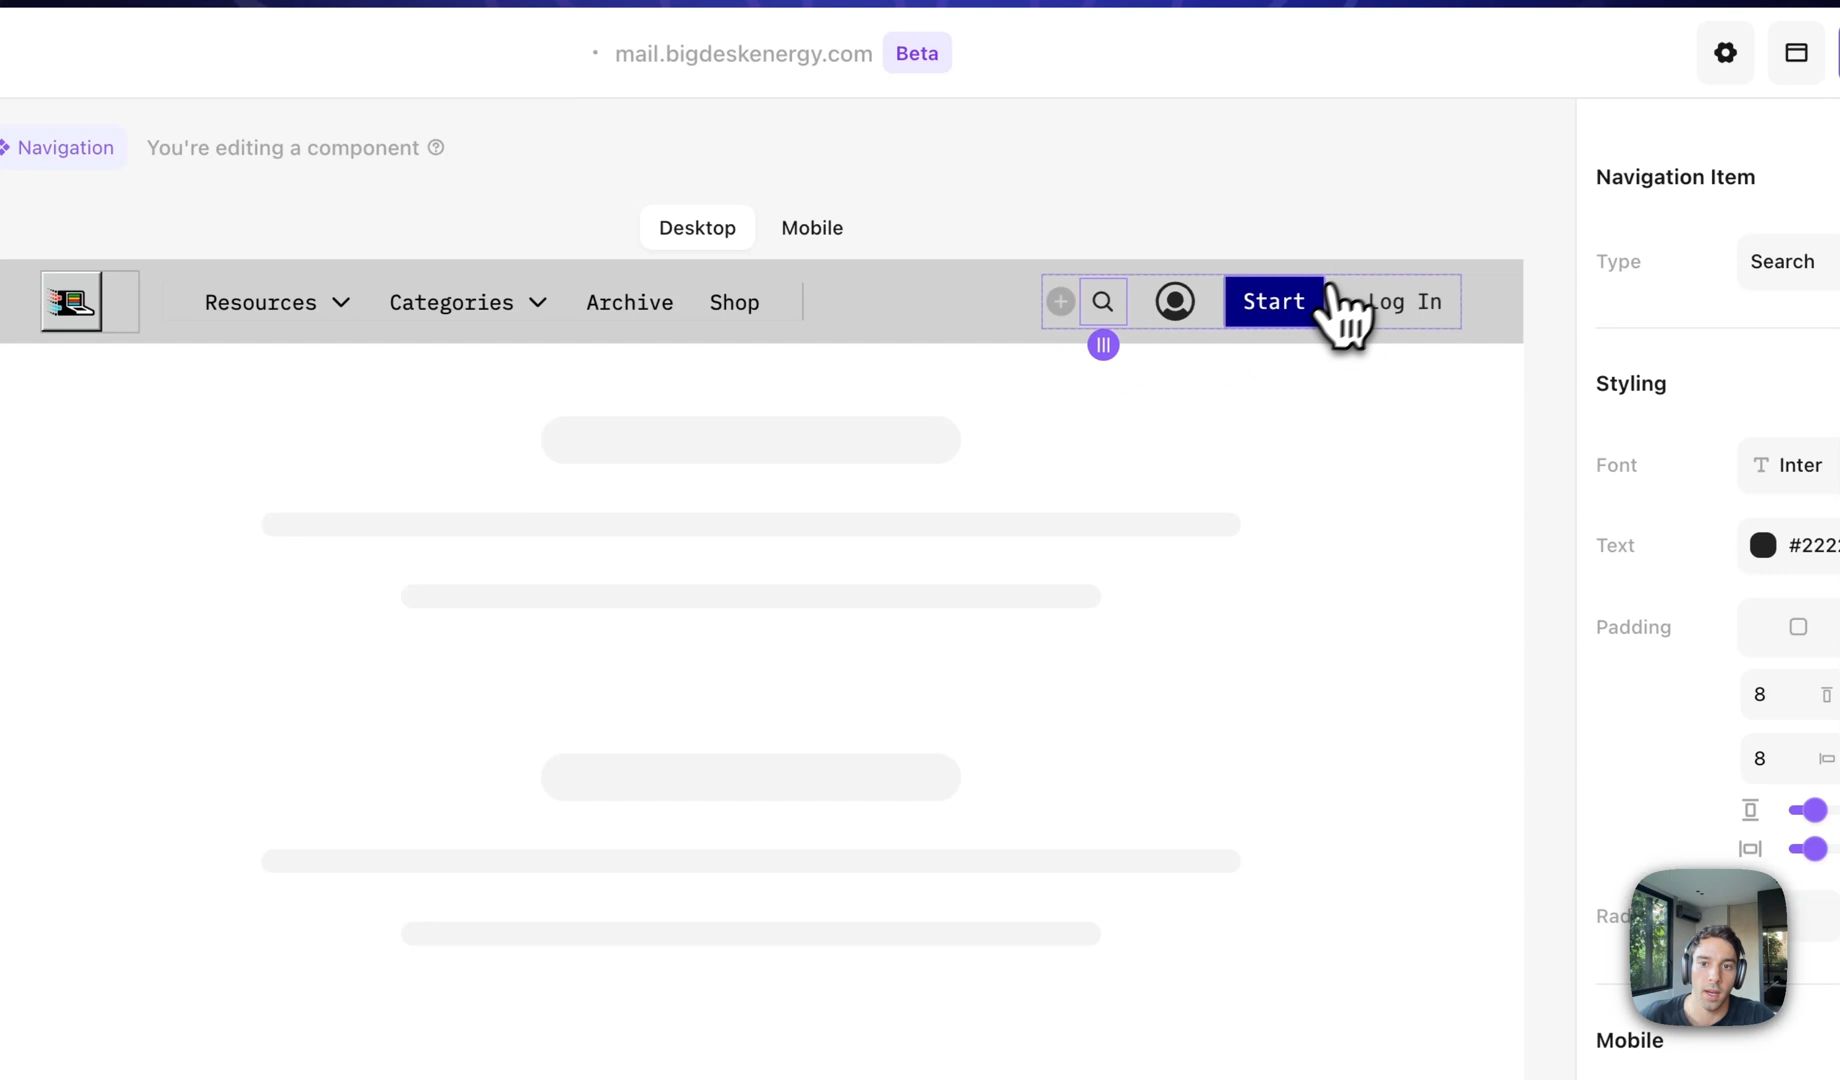 mail.bigdeskenergy.com Beta
Navigation You're editing a component
Desktop Mobile
Resources Categories Archive Shop Start Log In
Navigation Item
Type Search
Styling
Font Inter
Text #222
Padding
8
8
Rad
Mobile